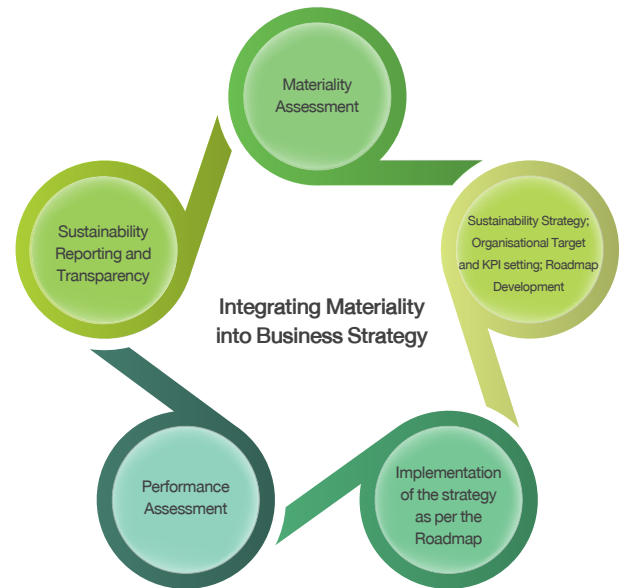 Materiality
Assessment
Sustainability Strategy;
Organisational Target
and KPI setting; Roadmap
Development
Implementation
of the strategy
as per the
Roadmap
Performance
Assessment
Sustainability
Reporting and
Transparency
Integrating Materiality
into Business Strategy